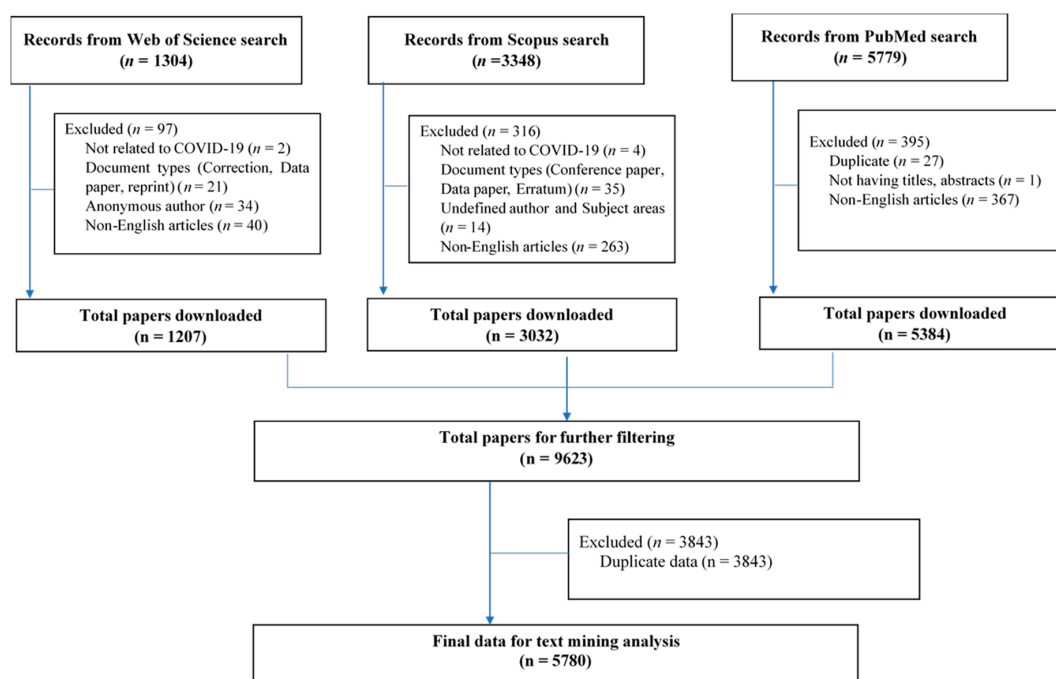 Records from Web of Science search
(n = 1304)
Records from Scopus search
(n =3348)
Records from PubMed search
(n = 5779)
Excluded (n = 97)
Not related to COVID-19 (n = 2)
Document types (Correction, Data
paper, reprint) (n = 21)
Anonymous author (n = 34)
Non-English articles (n = 40)
Excluded (n = 316)
Not related to COVID-19 (n = 4)
Document types (Conference paper,
Data paper, Erratum) (n = 35)
Undefined author and Subject areas
(n = 14)
Non-English articles (n = 263)
Excluded (n = 395)
Duplicate (n = 27)
Not having titles, abstracts (n = 1)
Non-English articles (n = 367)
Total papers downloaded
(n = 1207)
Total papers downloaded
(n = 3032)
Total papers downloaded
(n = 5384)
Total papers for further filtering
(n = 9623)
Excluded (n = 3843)
Duplicate data (n = 3843)
Final data for text mining analysis
(n = 5780)